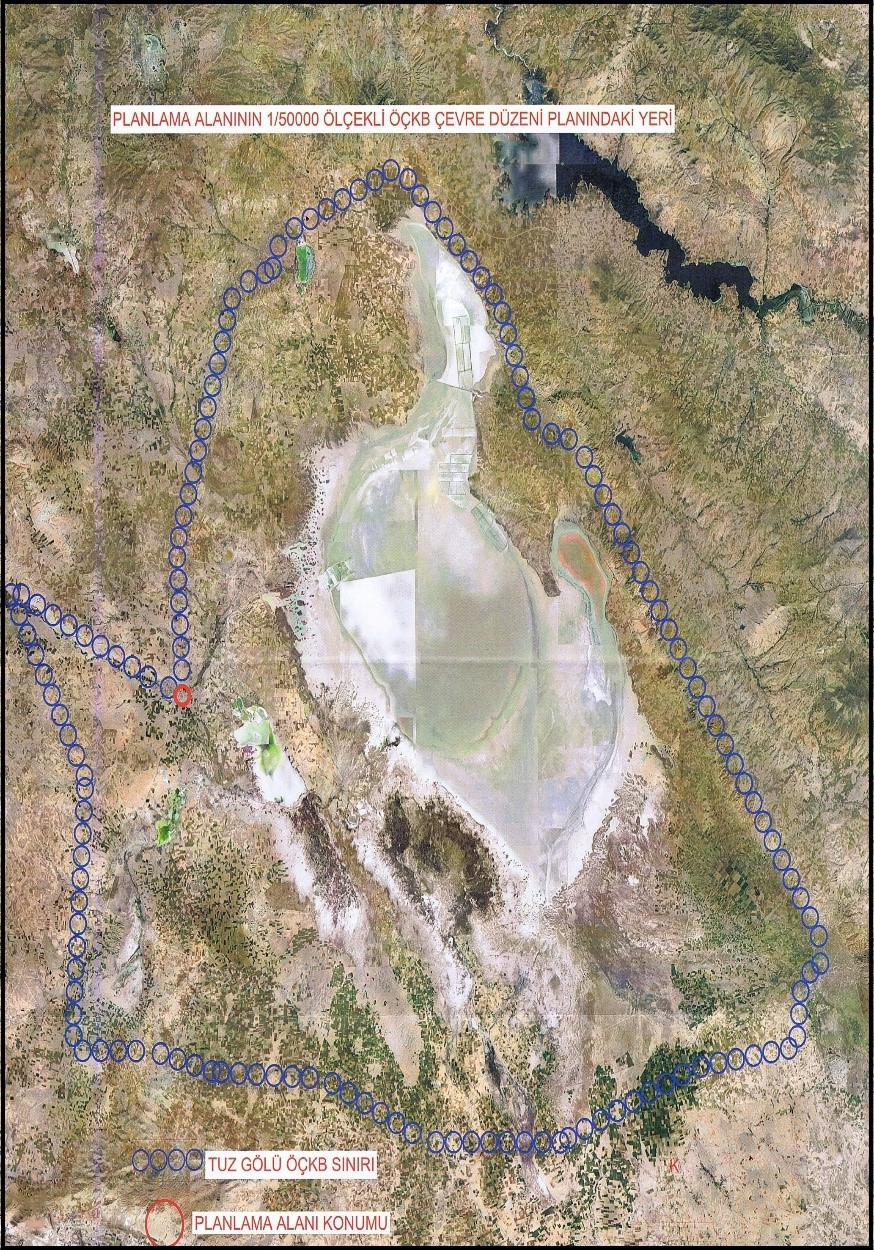 PLANLAMA ALANININ 1/50000 ÖLÇEKLİ ÖÇKB ÇEVRE DÜZENİ PLANINDAKİ YERİ
K
TUZ GÖLÜ ÖÇKB SINIRI
PLANLAMA ALANI KONUMU